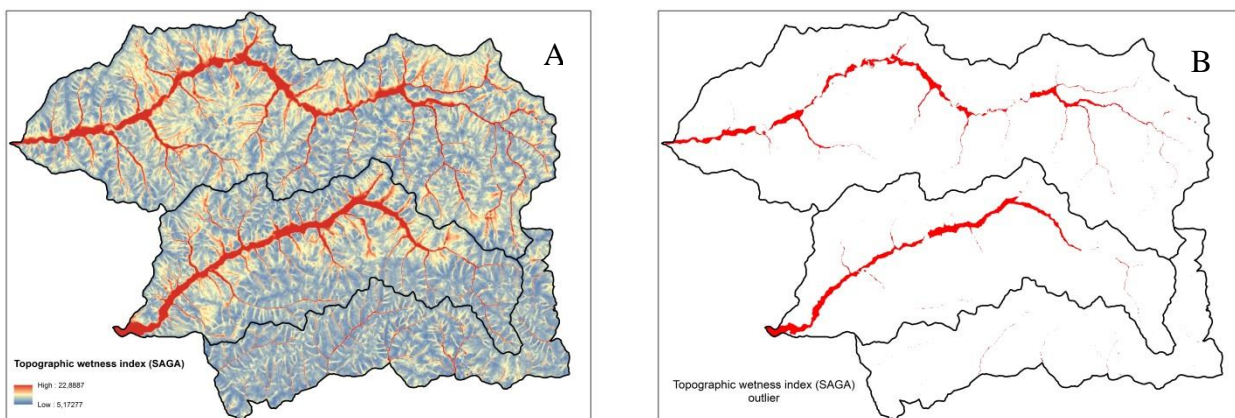 A
Topographic wetness index (SAGA)
High : 22,8887
Low : 5,17277
B
Topographic wetness index (SAGA)
outlier